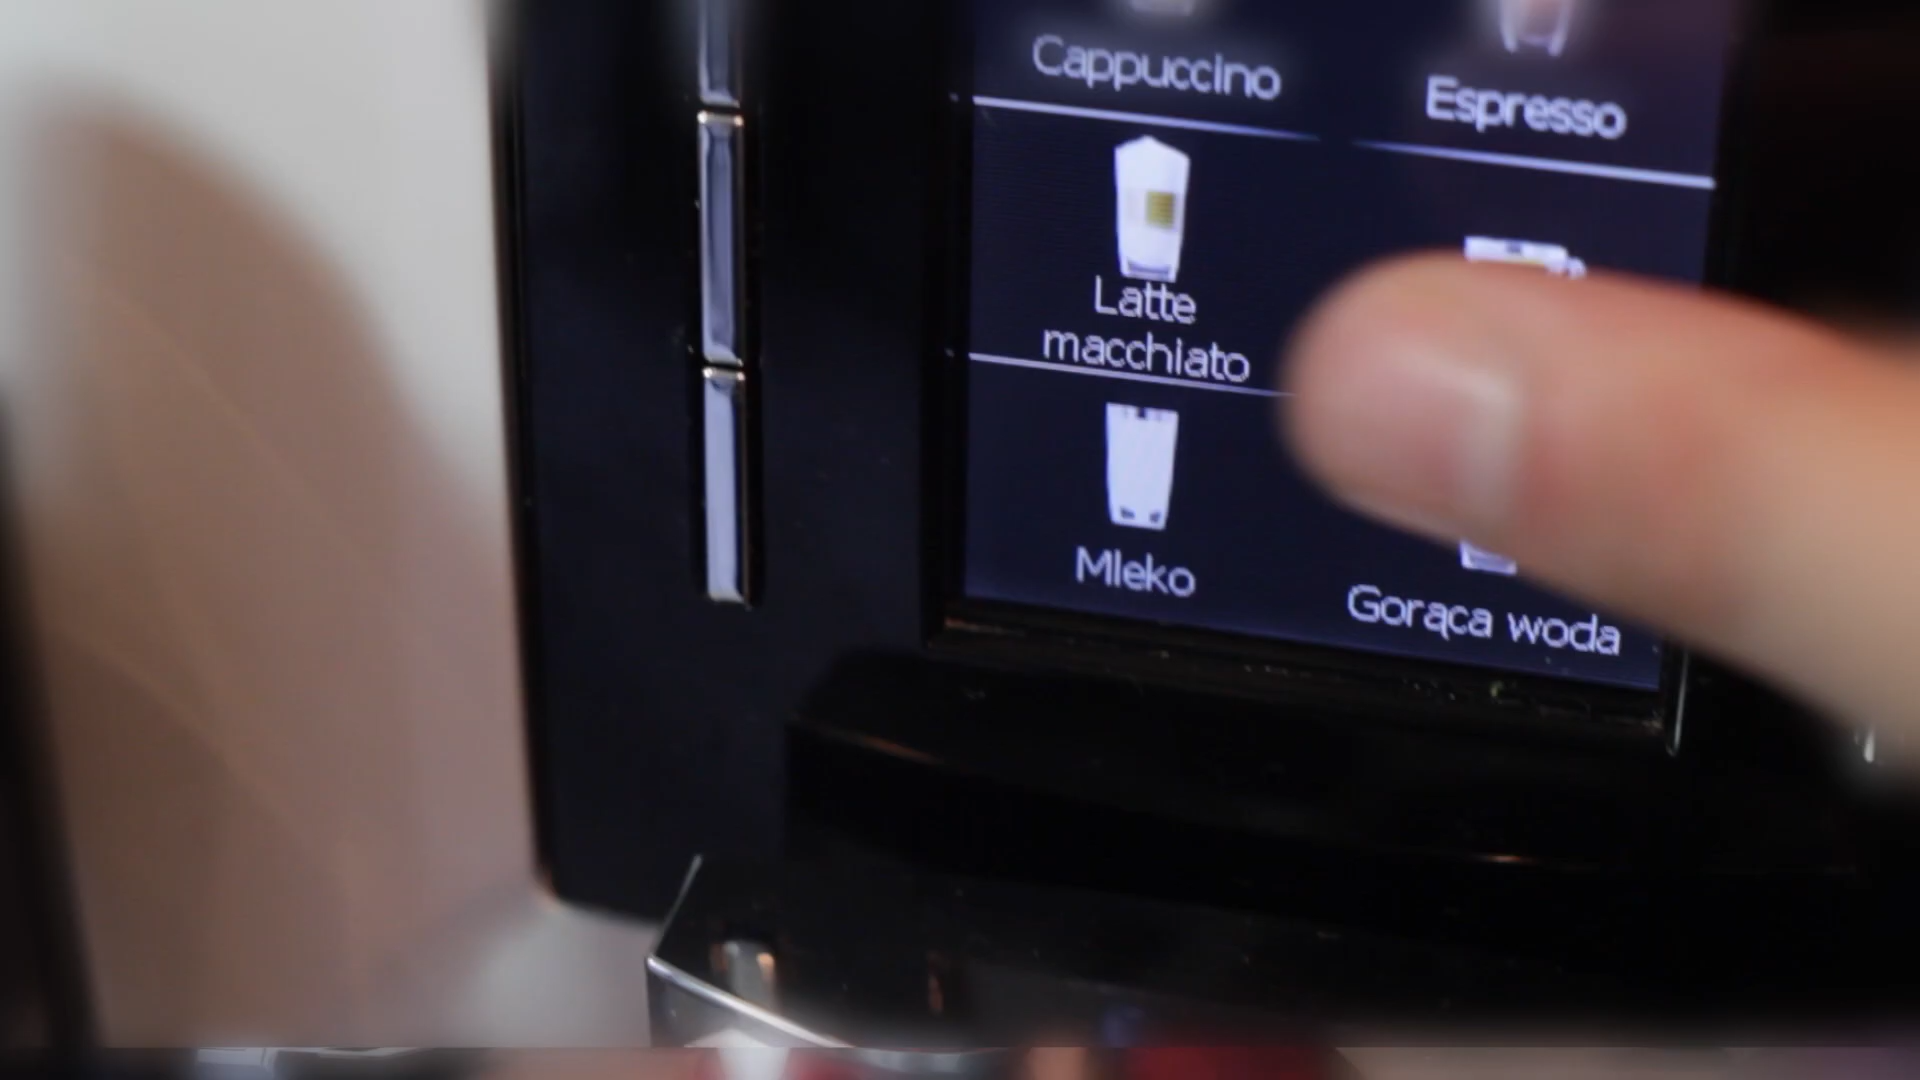 Cappuccino
Espresso
Latte
macchiato
Mleko
Gorąca woda